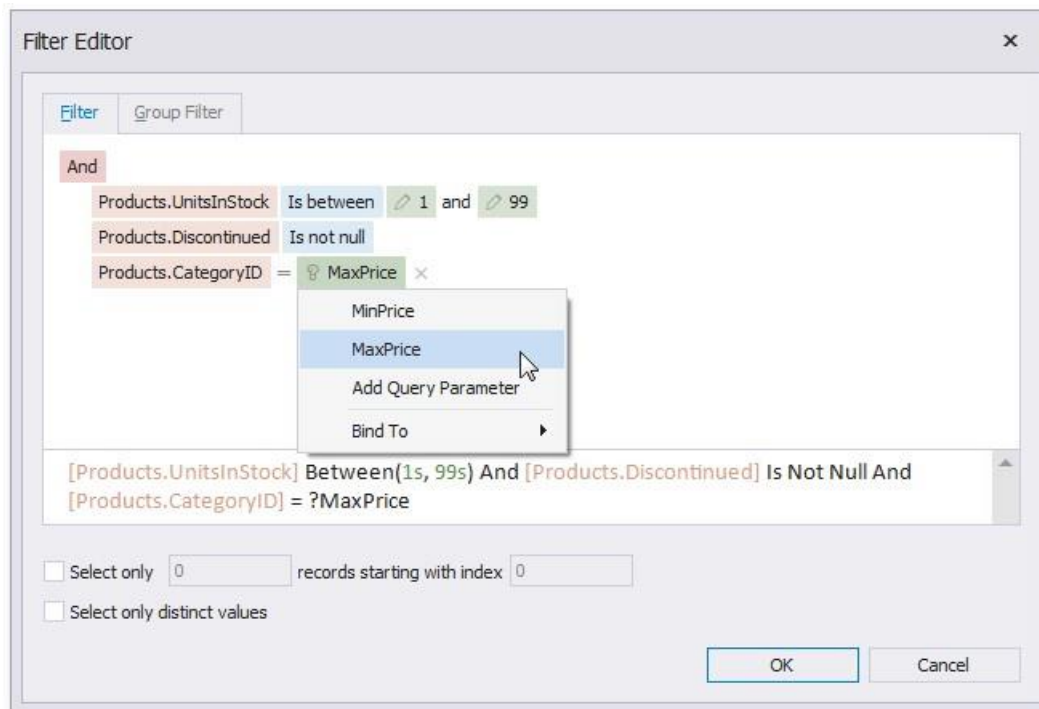 Filter Editor
Filter Group Filter
And
Products.UnitsInStock Is between 1 and 99
Products.Discontinued Is not null
Products.CategoryID = MaxPrice
MinPrice
MaxPrice
Add Query Parameter
Bind To
[Products.UnitsInStock] Between(1s, 99s) And [Products.Discontinued] Is Not Null And
[Products.CategoryID] = ?MaxPrice
Select only 0 records starting with index 0
Select only distinct values
OK Cancel